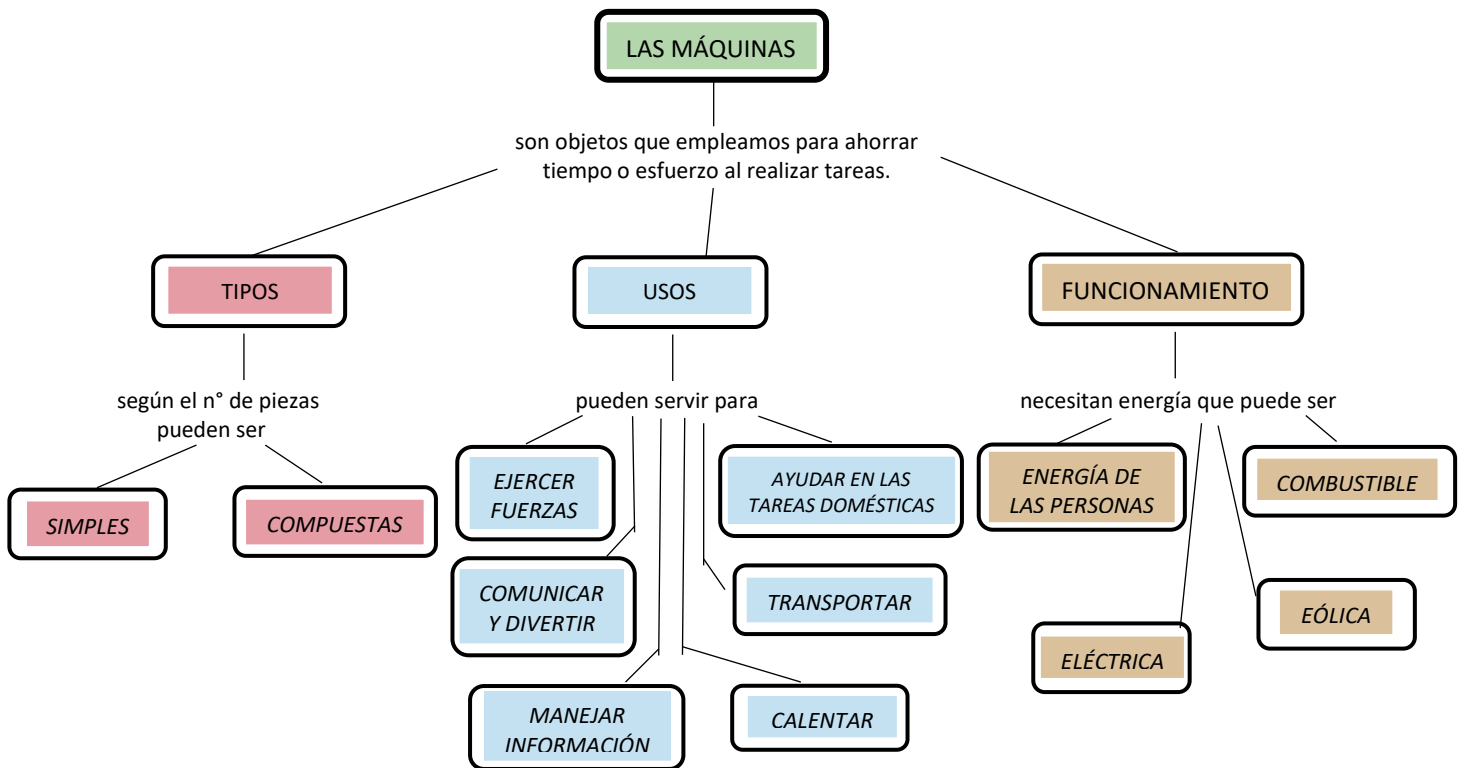 LAS MÁQUINAS
son objetos que empleamos para ahorrar
tiempo o esfuerzo al realizar tareas.
TIPOS
USOS
FUNCIONAMIENTO
según el n° de piezas
pueden ser
pueden servir para
necesitan energía que puede ser
SIMPLES
COMPUESTAS
EJERCER
FUERZAS
AYUDAR EN LAS
TAREAS DOMÉSTICAS
COMUNICAR
Y DIVERTIR
TRANSPORTAR
MANEJAR
INFORMACIÓN
CALENTAR
ENERGÍA DE
LAS PERSONAS
COMBUSTIBLE
ELÉCTRICA
EÓLICA